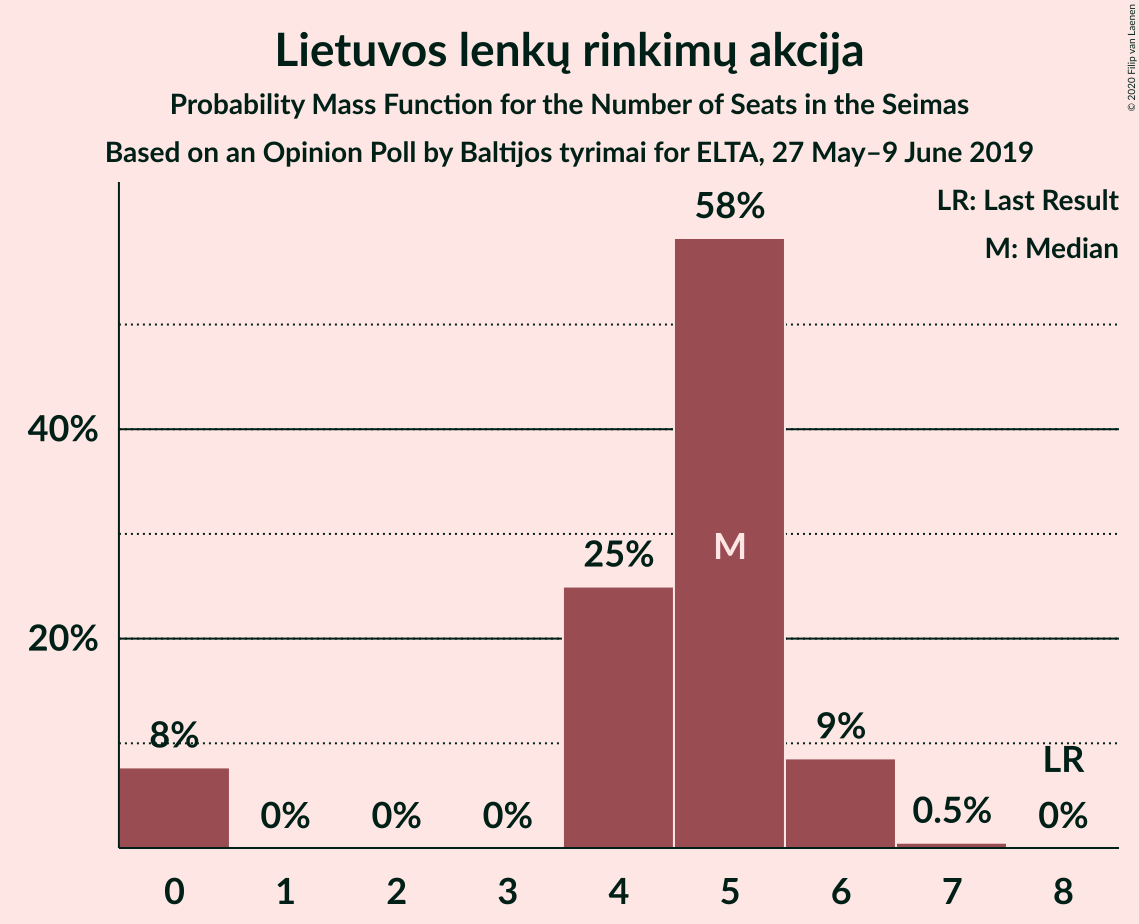 Lietuvos lenkų rinkimų akcija
Probability Mass Function for the Number of Seats in the Seimas
Based on an Opinion Poll by Baltijos tyrimai for ELTA, 27 May–9 June 2019
© 2020 Filip van Laenen
LR: Last Result
M: Median
58%
40%
25%
M
20%
8%
9%
LR
0%
0%
0%
0.5%
0%
0 1 2 3 4 5 6 7 8